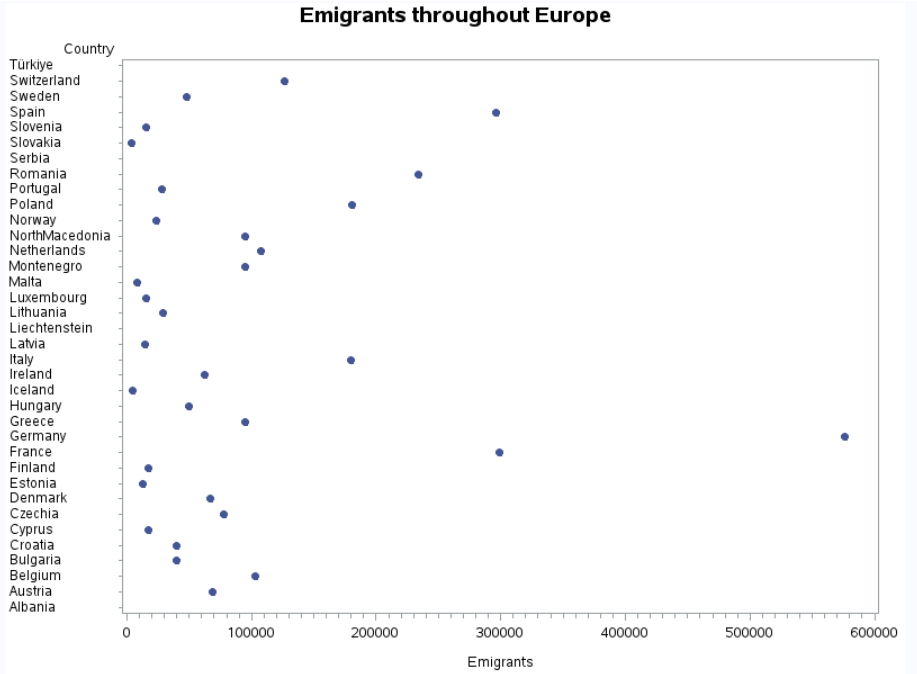 Emigrants throughout Europe
Country
Türkiye
Switzerland
Sweden
Spain
Slovenia
Slovakia
Serbia
Romania
Portugal
Poland
Norway
NorthMacedonia
Netherlands
Montenegro
Malta
Luxembourg
Lithuania
Liechtenstein
Latvia
Italy
Ireland
Iceland
Hungary
Greece
Germany
France
Finland
Estonia
Denmark
Czechia
Cyprus
Croatia
Bulgaria
Belgium
Austria
Albania
0 100000 200000 300000 400000 500000 600000
Emigrants